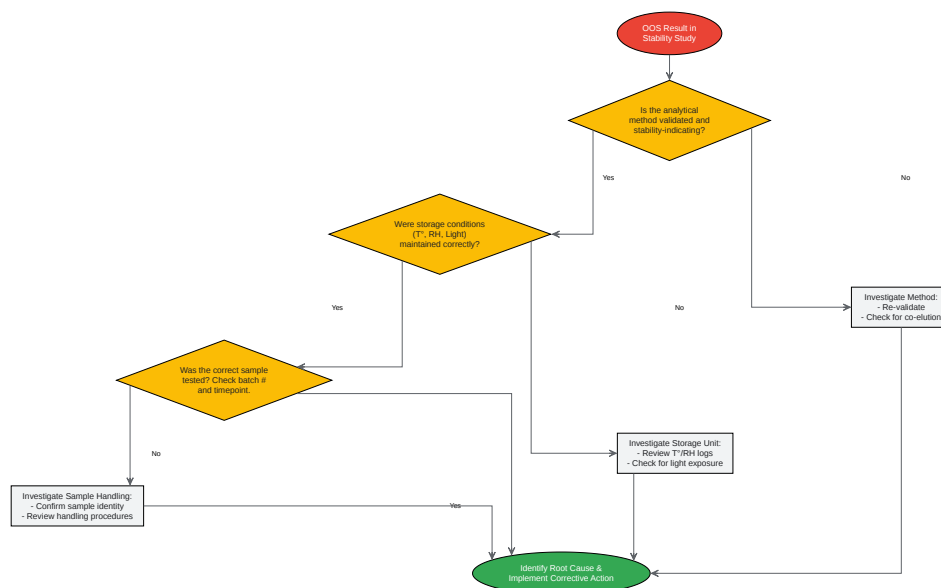 OOS Result in
Stability Study
Is the analytical
method validated and
stability-indicating?
Yes
No
Were storage conditions
(T°, RH, Light)
maintained correctly?
Investigate Method:
- Re-validate
- Check for co-elution
Yes
No
Was the correct sample
tested? Check batch #
and timepoint.
Investigate Storage Unit:
- Review T°/RH logs
- Check for light exposure
No
Investigate Sample Handling:
- Confirm sample identity
- Review handling procedures
Yes
Identify Root Cause &
Implement Corrective Action